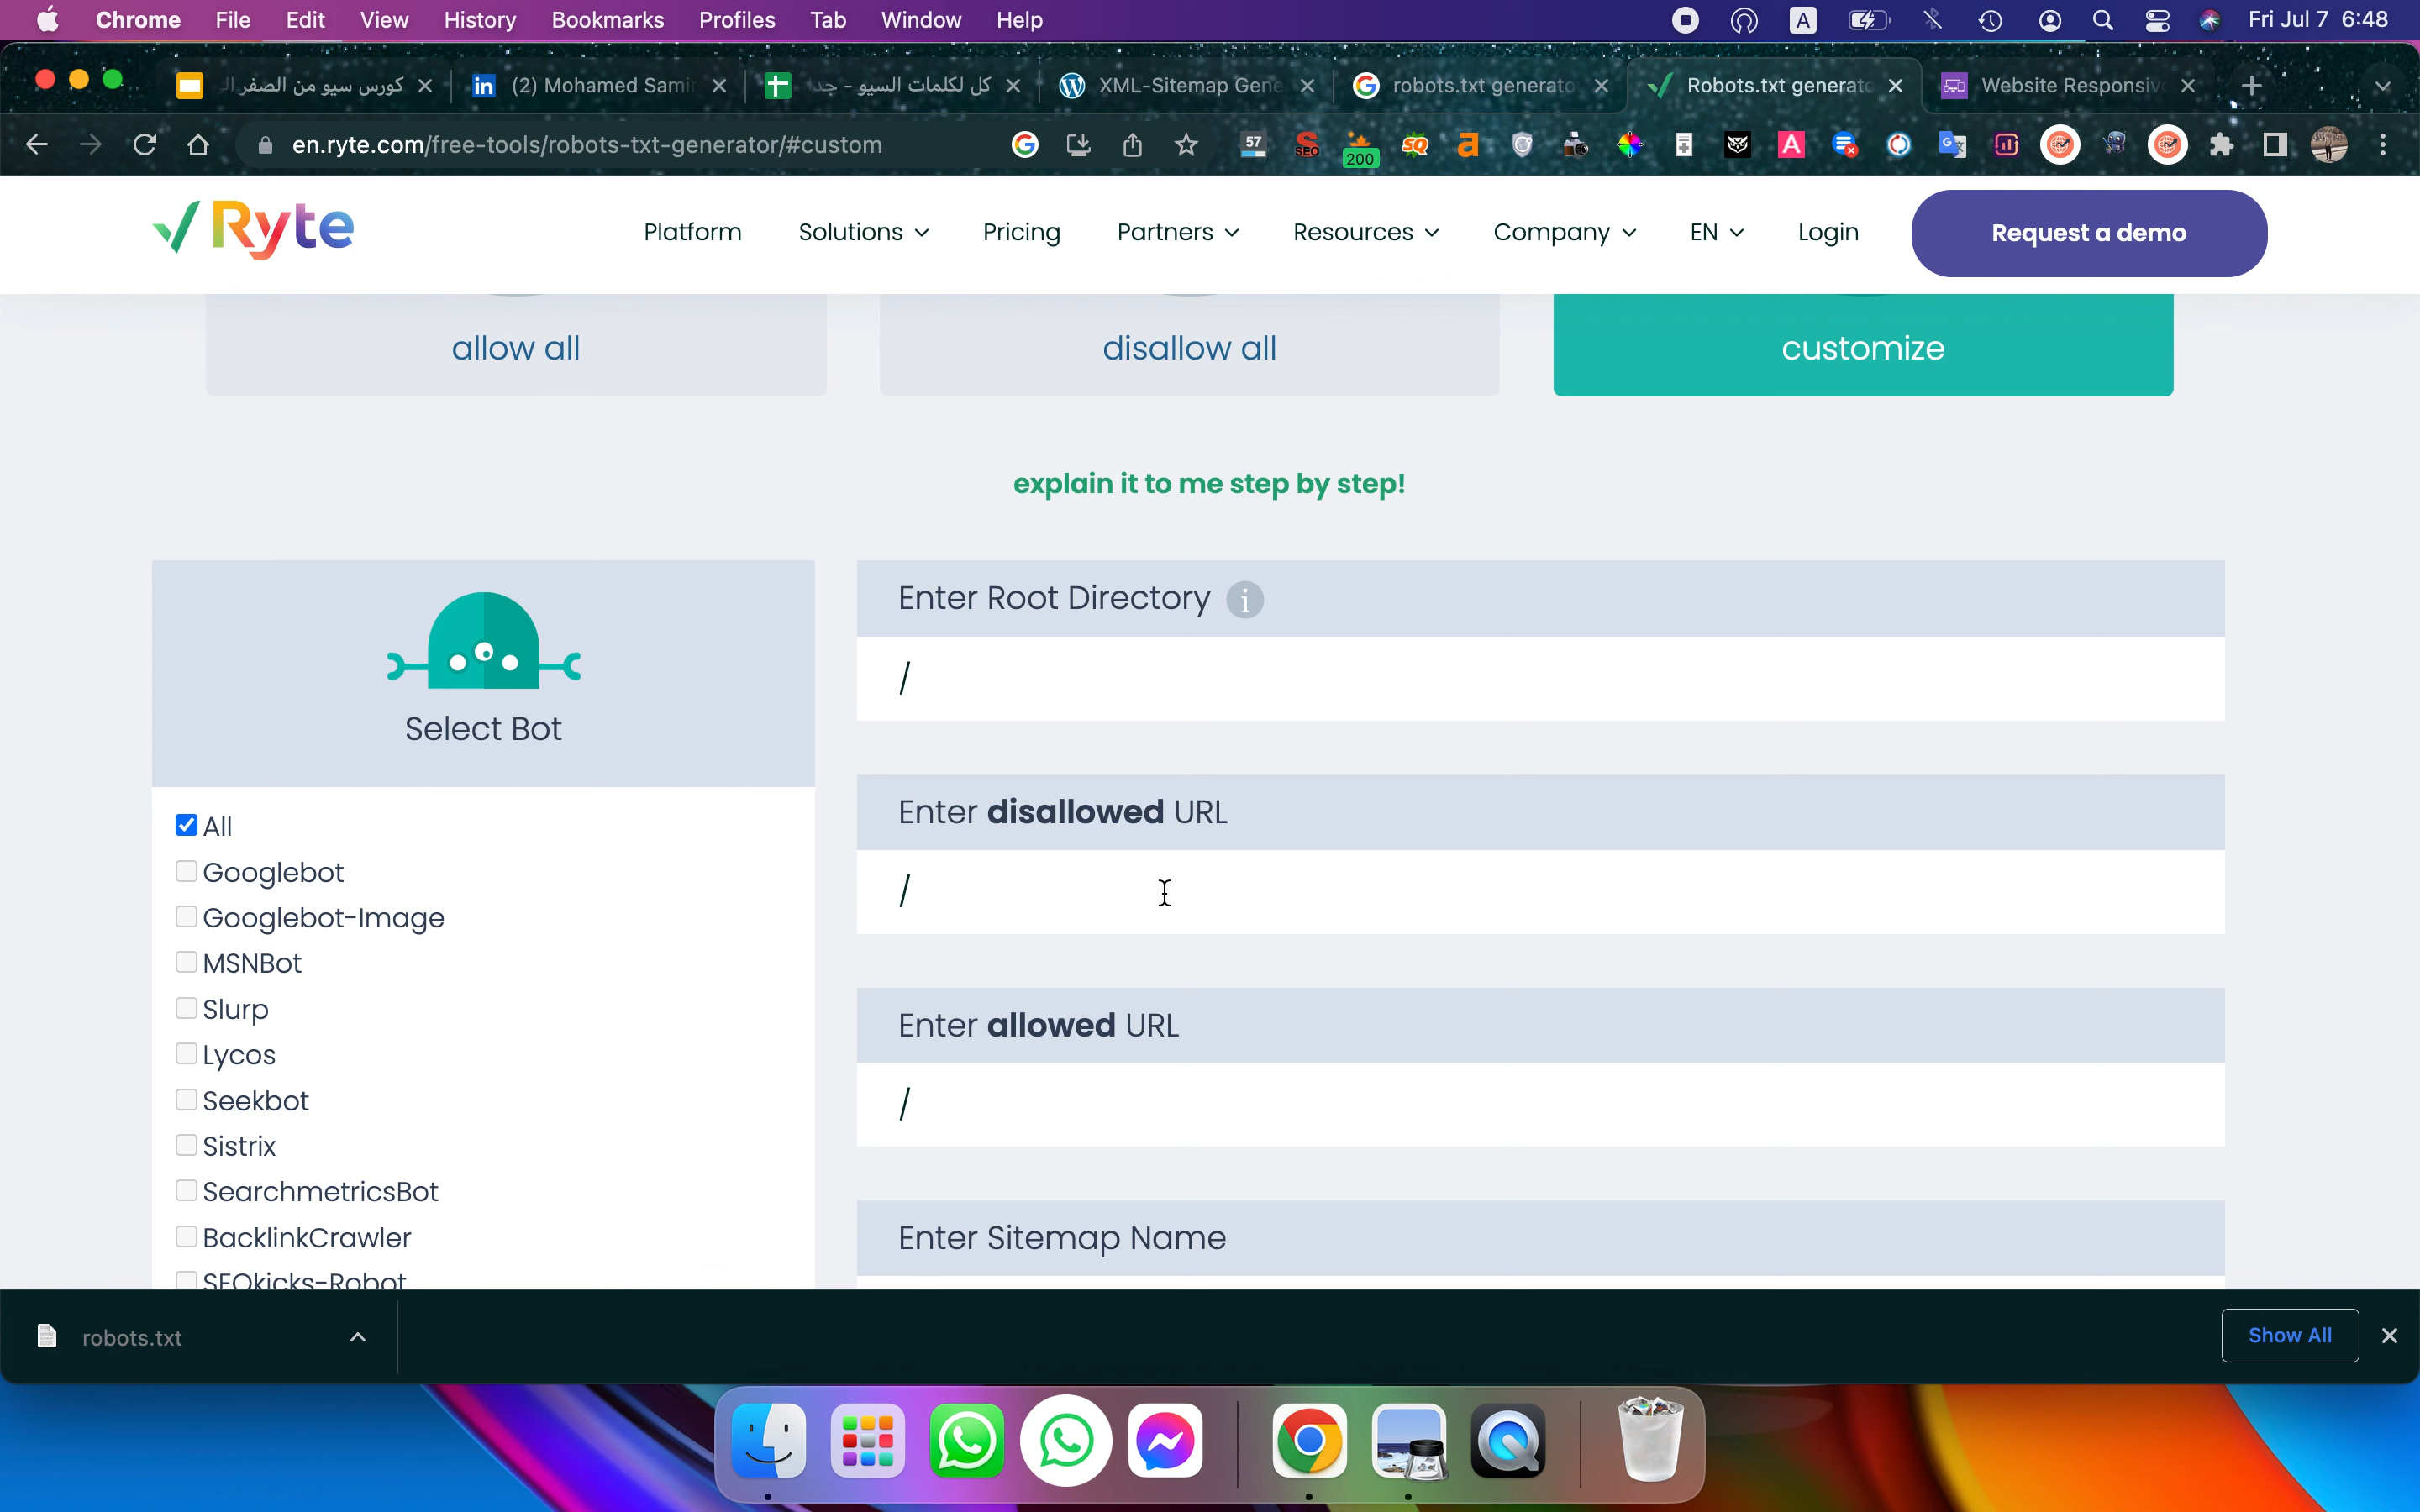 Chrome File Edit View History Bookmarks Profiles Tab Window Help A Fri Jul 7 6:48
كورس سيو من الصفر ال (2) Mohamed Sami كل لكلمات السيو - جد XML-Sitemap Gene robots.txt generato Robots.txt generato Website Responsiv
en.ryte.com/free-tools/robots-txt-generator/#custom 57 SEO 200 SQ a A
Ryte Platform Solutions Pricing Partners Resources Company EN Login Request a demo
allow all disallow all customize
explain it to me step by step!
Enter Root Directory i
/
Select Bot
Enter disallowed URL
/
All
Googlebot
Googlebot-Image
MSNBot
Slurp
Lycos
Seekbot
Sistrix
SearchmetricsBot
BacklinkCrawler
SEOkicks-Robot
Enter allowed URL
/
Enter Sitemap Name
robots.txt Show All